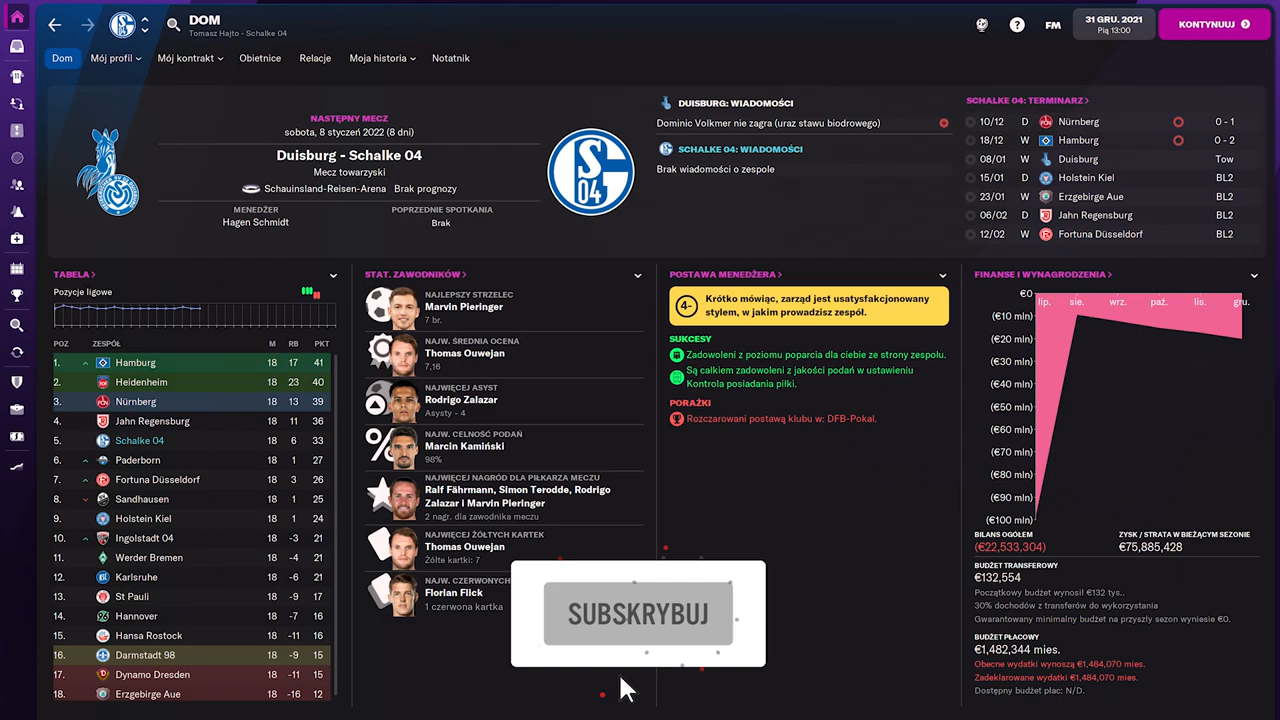 DOM
Tomasz Hajto - Schalke 04
FM
31 GRU. 2021
Pią 13:00
KONTYNUUJ
Dom
Mój profil
Mój kontrakt
Obietnice
Relacje
Moja historia
Notatnik
NASTĘPNY MECZ
sobota, 8 styczeń 2022 (8 dni)
Duisburg - Schalke 04
Mecz towarzyski
Schauinsland-Reisen-Arena Brak prognozy
MENEDŻER
Hagen Schmidt
POPRZEDNIE SPOTKANIA
Brak
DUISBURG: WIADOMOŚCI
Dominic Volkmer nie zagra (uraz stawu biodrowego)
SCHALKE 04: WIADOMOŚCI
Brak wiadomości o zespole
SCHALKE 04: TERMINARZ
10/12 D Nürnberg 0 - 1
18/12 W Hamburg 0 - 2
08/01 W Duisburg Tow
15/01 D Holstein Kiel BL2
23/01 W Erzgebirge Aue BL2
06/02 D Jahn Regensburg BL2
12/02 W Fortuna Düsseldorf BL2
TABELA
Pozycje ligowe
POZ ZESPÓŁ M RB PKT
1. Hamburg 18 17 41
2. Heidenheim 18 23 40
3. Nürnberg 18 13 39
4. Jahn Regensburg 18 11 36
5. Schalke 04 18 6 33
6. Paderborn 18 1 27
7. Fortuna Düsseldorf 18 3 26
8. Sandhausen 18 1 25
9. Holstein Kiel 18 1 24
10. Ingolstadt 04 18 -3 21
11. Werder Bremen 18 -4 21
12. Karlsruhe 18 -6 21
13. St Pauli 18 -9 17
14. Hannover 18 -6 16
15. Hansa Rostock 18 -11 16
16. Darmstadt 98 18 -9 15
17. Dynamo Dresden 18 -11 15
18. Erzgebirge Aue 18 -16 12
STAT. ZAWODNIKÓW
NAJLEPSZY STRZELEC
Marvin Pieringer
7 br.
NAJW. ŚREDNIA OCENA
Thomas Ouwejan
7,16
NAJWIĘCEJ ASYST
Rodrigo Zalazar
Asysty - 4
NAJW. CELNOŚĆ PODAŃ
Marcin Kamiński
98%
NAJWIĘCEJ NAGRÓD DLA PIŁKARZA MECZU
Ralf Fährmann, Simon Terodde, Rodrigo
Zalazar i Marvin Pieringer
2 nagr. dla zawodnika meczu
NAJWIĘCEJ ŻÓŁTYCH KARTEK
Thomas Ouwejan
Żółte kartki: 7
NAJW. CZERWONYCH
Florian Flick
1 czerwona kartka
POSTAWA MENEDŻERA
4-
Krótko mówiąc, zarząd jest usatysfakcjonowany
stylem, w jakim prowadzisz zespół.
SUKCESY
Zadowoleni z poziomu poparcia dla ciebie ze strony zespołu.
Są całkiem zadowoleni z jakości podań w ustawieniu
Kontrola posiadania piłki.
PORAŻKI
Rozczarowani postawą klubu w: DFB-Pokal.
FINANSE I WYNAGRODZENIA
€0
lip. sie. wrz. paź. lis. gru.
(€10 mln)
(€20 mln)
(€30 mln)
(€40 mln)
(€50 mln)
(€60 mln)
(€70 mln)
(€80 mln)
(€90 mln)
(€100 mln)
BILANS OGÓŁEM
(€22,533,304)
ZYSK / STRATA W BIEŻĄCYM SEZONIE
€75,885,428
BUDŻET TRANSFEROWY
€132,554
Początkowy budżet wynosił €132 tys..
30% dochodów z transferów do wykorzystania
Gwarantowany minimalny budżet na przyszły sezon wyniesie €0.
BUDŻET PŁACOWY
€1,482,344 mies.
Obecne wydatki wynoszą €1,484,070 mies.
Zadeklarowane wydatki €1,484,070 mies.
Dostępny budżet płac: N/D.
SUBSKRYBUJ